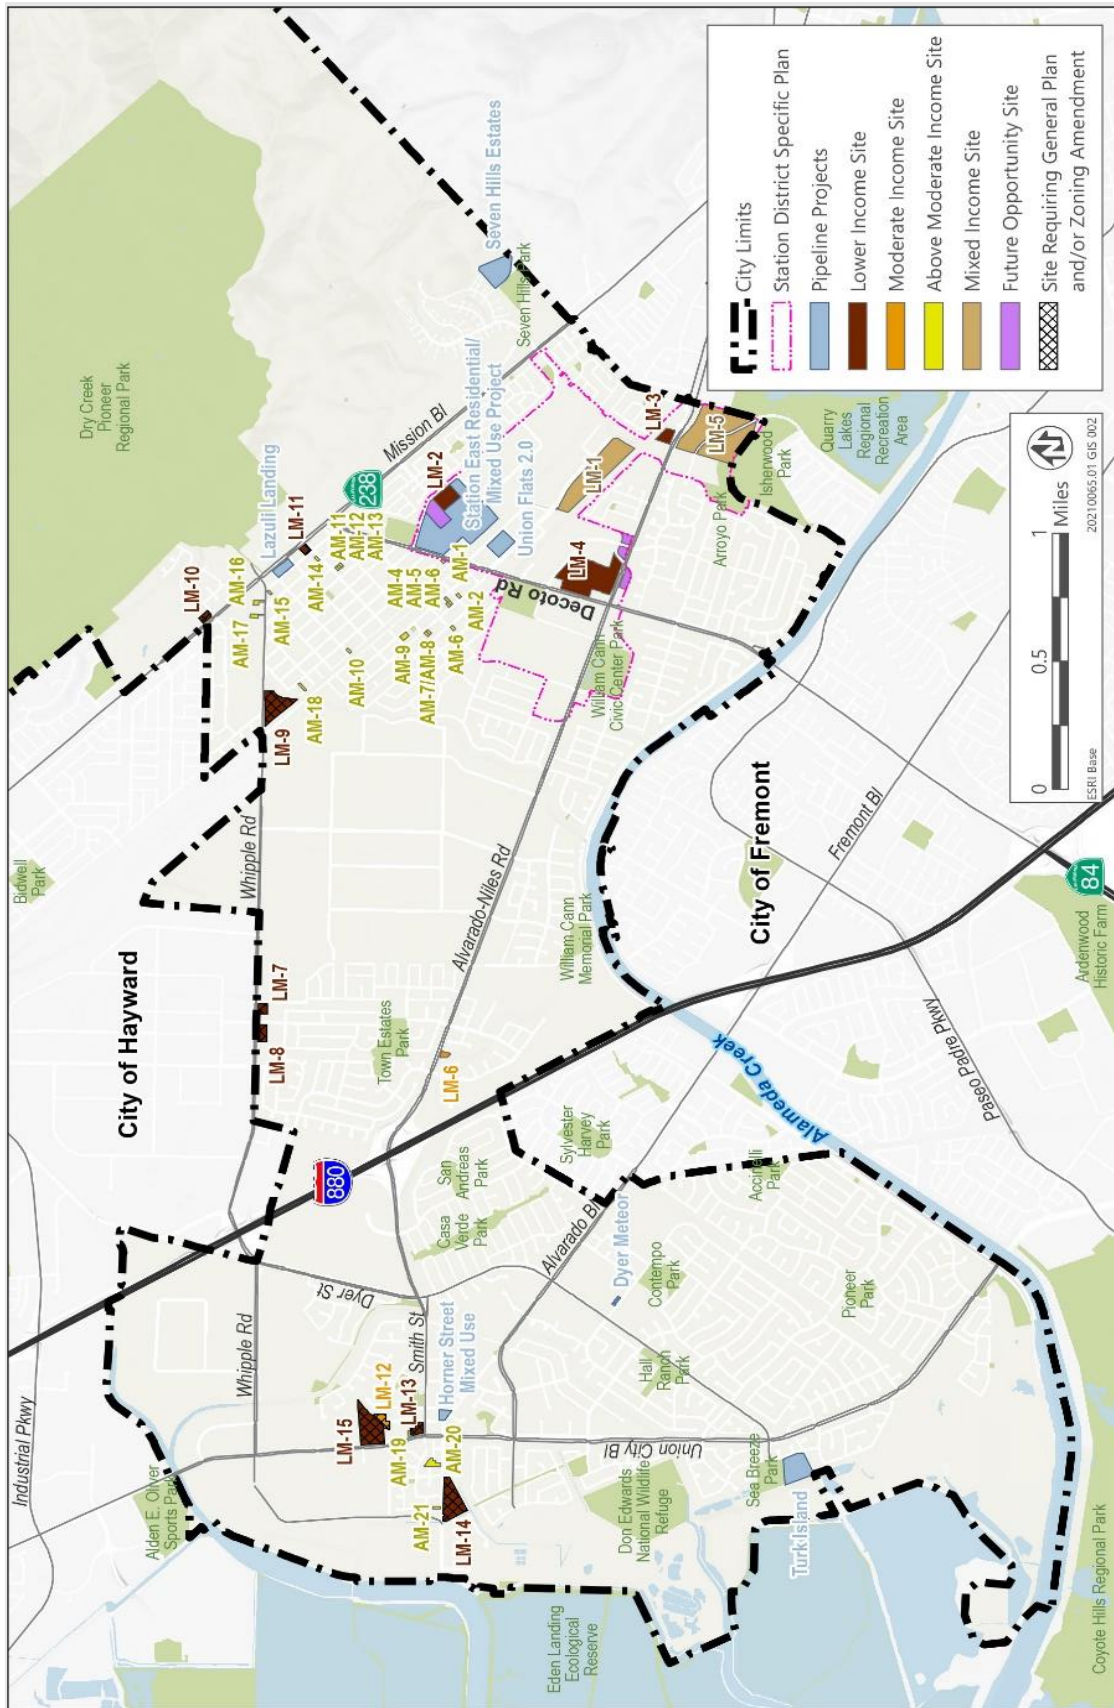 Industrial Pkwy
City of Hayward
Bidwell
Park
Dry Creek
Pioneer
Regional Park
Alden E. Oliver
Sports Park
Whipple Rd
880
Whipple Rd
LM-8
LM-7
LM-9
AM-18
AM-17
AM-16
AM-15
LM-10
Lazuli Landing
LM-11
AM-14
AM-11
AM-12
AM-13
238
Mission Bl
AM-10
AM-9
AM-7/AM-8
AM-6
AM-4
AM-5
AM-6
AM-1
AM-2
LM-2
Station East Residential/
Mixed Use Project
Union Flats 2.0
Seven Hills Estates
Seven Hills Park
Decoto Rd
LM-4
LM-1
LM-3
LM-5
Arroyo Park
Isherwood
Park
Quarry
Lakes
Regional
Recreation
Area
William Cann
Civic Center Park
Alvarado-Niles Rd
Town Estates
Park
LM-6
William Cann
Memorial Park
Dyer St
Smith St
LM-15
LM-12
LM-13
AM-19
AM-20
AM-21
LM-14
Horner Street
Mixed Use
Casa
Verde
Park
San
Andreas
Park
Sylvester
Harvey
Park
Alvarado Bl
Dyer Meteor
Contempo
Park
Accinelli
Park
Pioneer
Park
Hall
Ranch
Park
Union City Bl
Sea Breeze
Park
Turk Island
Don Edwards
National Wildlife
Refuge
Eden Landing
Ecological
Reserve
Coyote Hills Regional Park
Alameda Creek
Paseo Padre Pkwy
City of Fremont
Fremont Bl
Ardenwood
Historic Farm
CALIFORNIA
84
City Limits
Station District Specific Plan
Pipeline Projects
Lower Income Site
Moderate Income Site
Above Moderate Income Site
Mixed Income Site
Future Opportunity Site
Site Requiring General Plan
and/or Zoning Amendment
0
0.5
1
Miles
N
ESRI Base
20210065.01 GIS 002